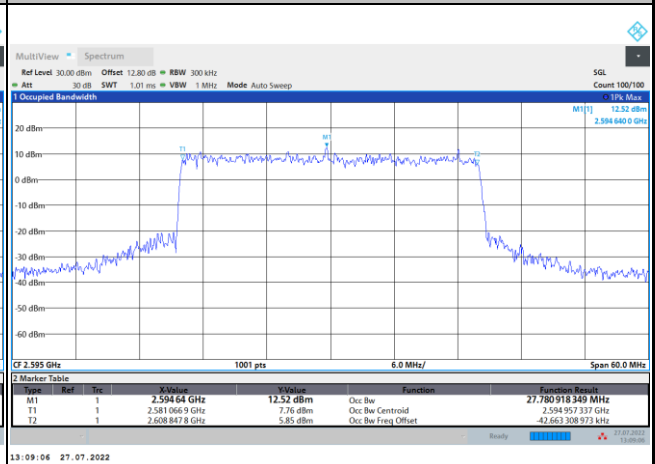 MultiView Spectrum
Ref Level 30.00 dBm Offset 12.80 dB RBW 300 kHz SGL
Att 30 dB SWT 1.01 ms VBW 1 MHz Mode Auto Sweep Count 100/100
1 Occupied Bandwidth 1Pk Max
M1[1] 12.52 dBm
2.594 640 0 GHz
20 dBm
M1
T1
T2
10 dBm
0 dBm
-10 dBm
-20 dBm
-30 dBm
-40 dBm
-50 dBm
-60 dBm
CF 2.595 GHz 1001 pts 6.0 MHz/ Span 60.0 MHz
2 Marker Table
Type Ref Trc X-Value Y-Value Function Function Result
M1 1 2.594 64 GHz 12.52 dBm Occ Bw 27.780 918 349 MHz
T1 1 2.581 066 9 GHz 7.76 dBm Occ Bw Centroid 2.594 957 337 GHz
T2 1 2.608 847 8 GHz 5.85 dBm Occ Bw Freq Offset -42.663 308 973 kHz
Ready 27.07.2022
13:09:06
13:09:06 27.07.2022